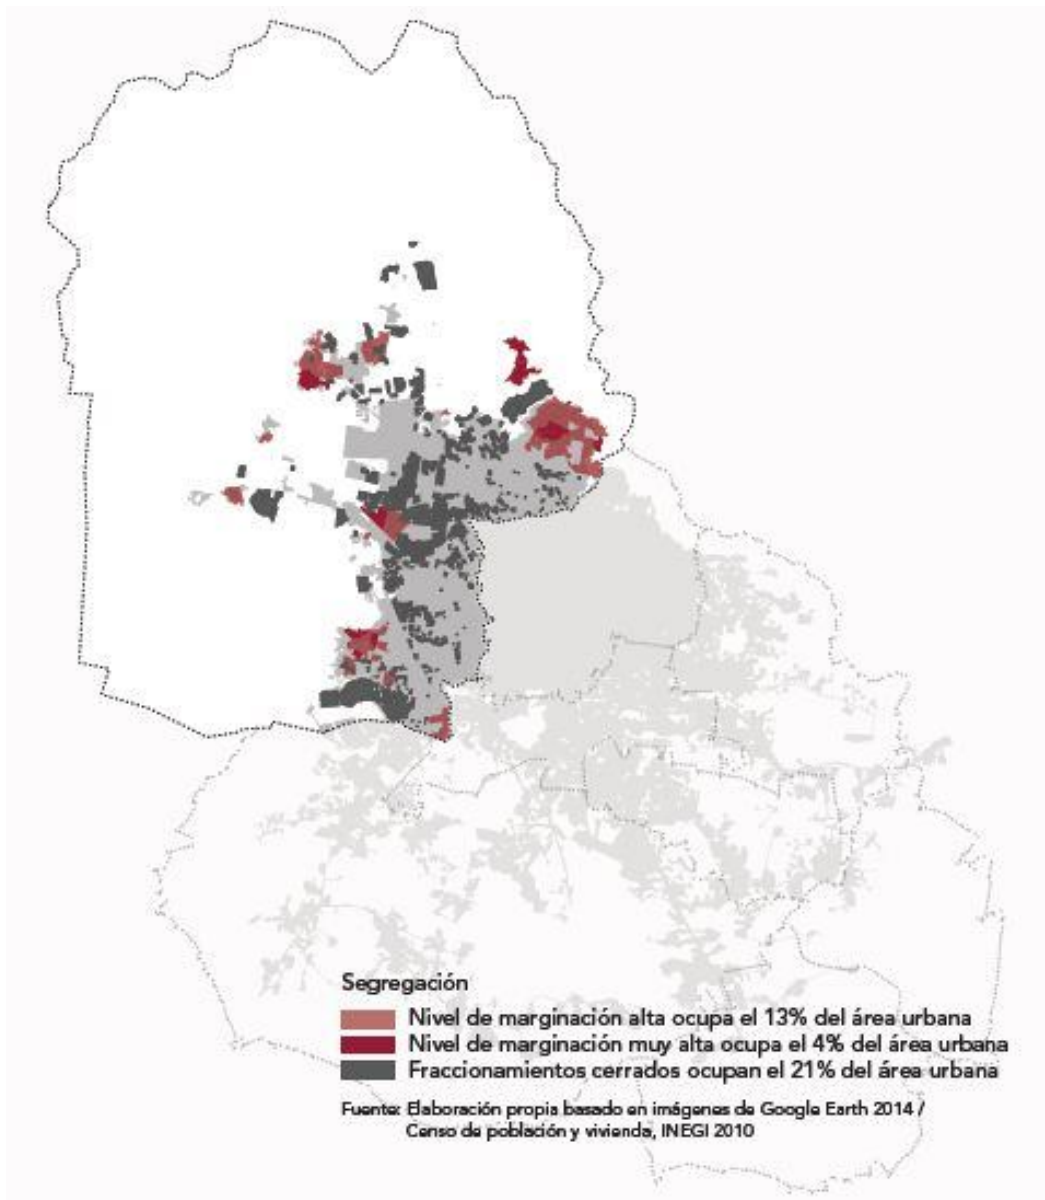 Segregación
Nivel de marginación alta ocupa el 13% del área urbana
Nivel de marginación muy alta ocupa el 4% del área urbana
Fraccionamientos cerrados ocupan el 21% del área urbana
Fuente: Elaboración propia basado en imágenes de Google Earth 2014 /
Censo de población y vivienda, INEGI 2010